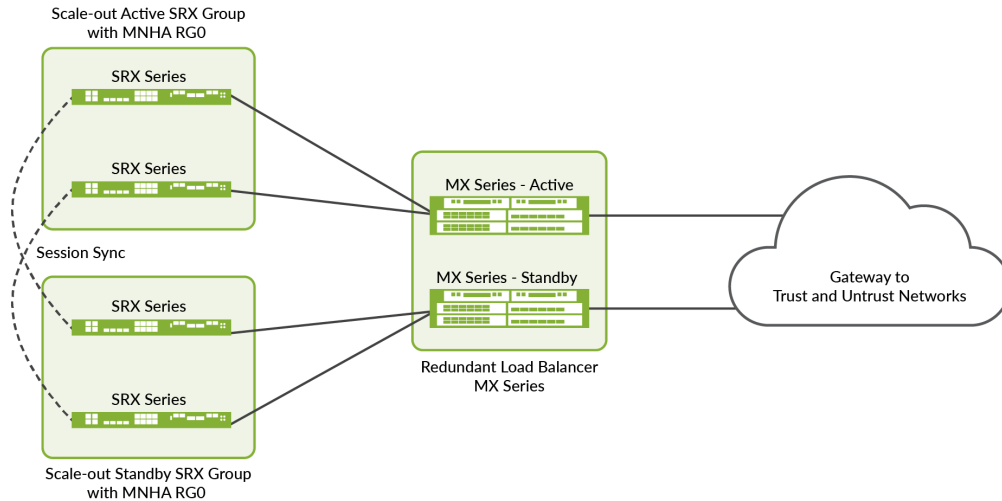 Scale-out Active SRX Group
with MNHA RG0
SRX Series
SRX Series
Session Sync
SRX Series
SRX Series
Scale-out Standby SRX Group
with MNHA RG0
MX Series - Active
MX Series - Standby
Redundant Load Balancer
MX Series
Gateway to
Trust and Untrust Networks